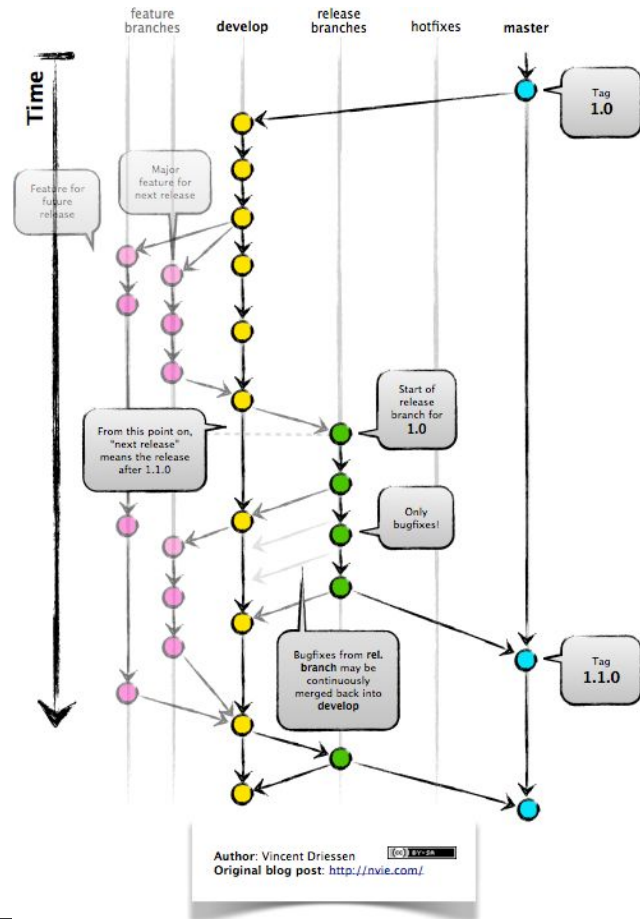 feature
branches
develop
release
branches
hotfixes
master
Time
Tag
1.0
Major
feature for
next release
Feature for
future
release
Start of
release
branch for
1.0
From this point on,
"next release"
means the release
after 1.1.0
Only
bugfixes!
Bugfixes from rel.
branch may be
continuously
merged back into
develop
Tag
1.1.0
Author: Vincent Driessen
(cc) BY-SA
Original blog post: http://nvie.com/